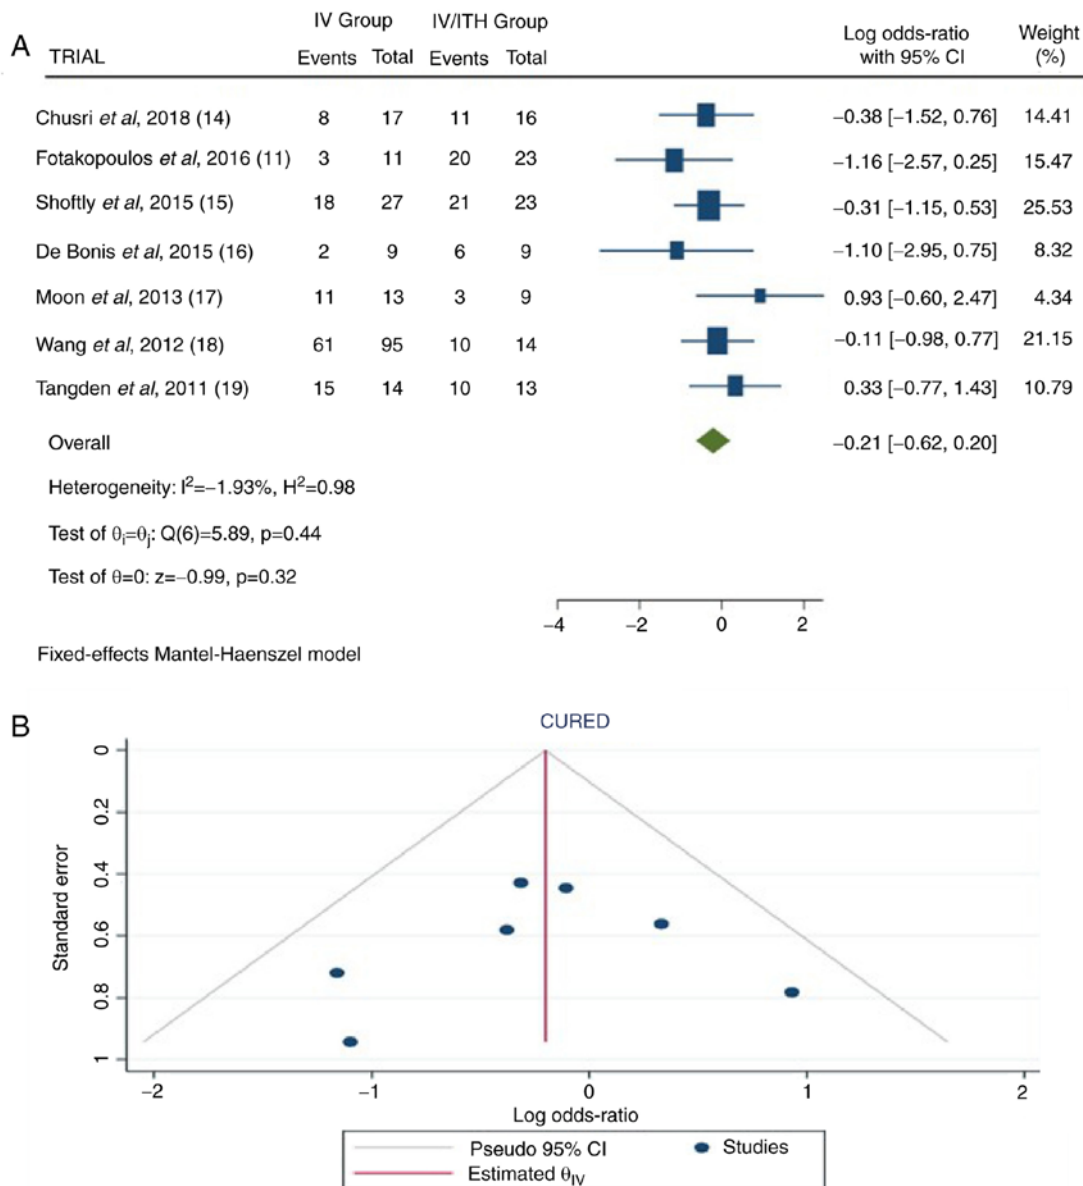 A
IV Group IV/ITH Group
TRIAL Events Total Events Total Log odds-ratio with 95% CI Weight (%)
Chusri et al, 2018 (14) 8 17 11 16 −0.38 [−1.52, 0.76] 14.41
Fotakopoulos et al, 2016 (11) 3 11 20 23 −1.16 [−2.57, 0.25] 15.47
Shoftly et al, 2015 (15) 18 27 21 23 −0.31 [−1.15, 0.53] 25.53
De Bonis et al, 2015 (16) 2 9 6 9 −1.10 [−2.95, 0.75] 8.32
Moon et al, 2013 (17) 11 13 3 9 0.93 [−0.60, 2.47] 4.34
Wang et al, 2012 (18) 61 95 10 14 −0.11 [−0.98, 0.77] 21.15
Tangden et al, 2011 (19) 15 14 10 13 0.33 [−0.77, 1.43] 10.79
Overall −0.21 [−0.62, 0.20]
Heterogeneity: I²=−1.93%, H²=0.98
Test of θi=θj: Q(6)=5.89, p=0.44
Test of θ=0: z=−0.99, p=0.32
−4 −2 0 2
Fixed-effects Mantel-Haenszel model
B
CURED
Standard error
0
0.2
0.4
0.6
0.8
1
−2 −1 0 1 2
Log odds-ratio
Pseudo 95% CI Studies
Estimated θIV